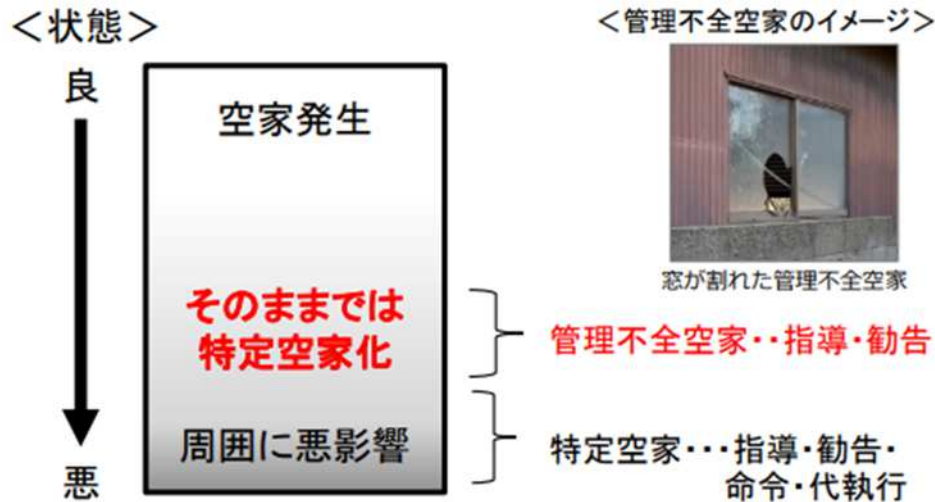 <状態>
良
悪
空家発生
そのままでは
特定空家化
周囲に悪影響
<管理不全空家のイメージ>
窓が割れた管理不全空家
管理不全空家・・指導・勧告
特定空家・・・指導・勧告・
命令・代執行